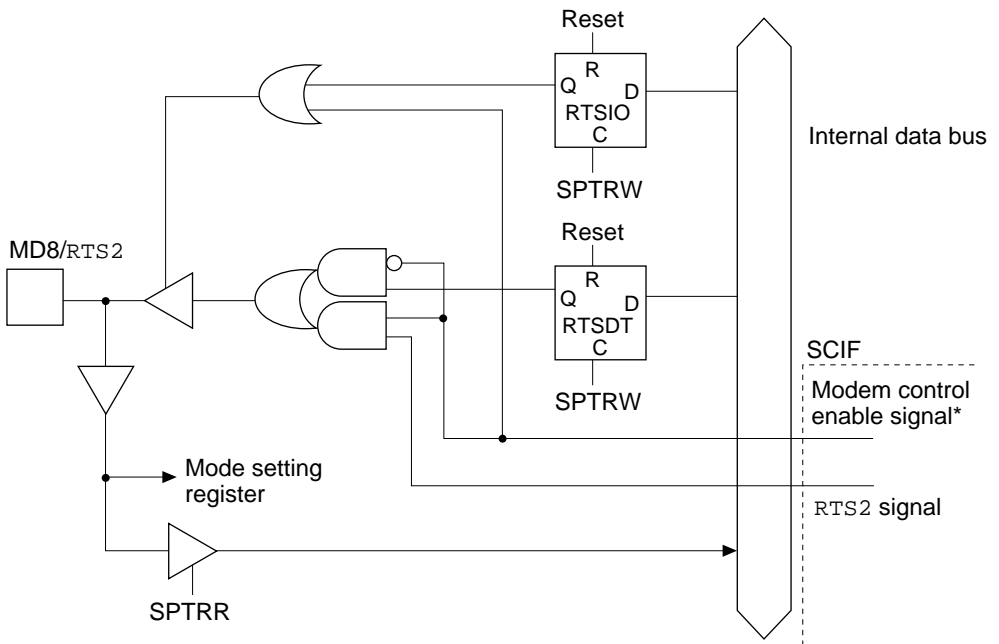 Reset
R
Q
D
RTSIO
C
Internal data bus
SPTRW
Reset
MD8/RTS2
R
Q
D
RTSDT
C
SCIF
SPTRW
Modem control
enable signal*
Mode setting
register
RTS2 signal
SPTRR